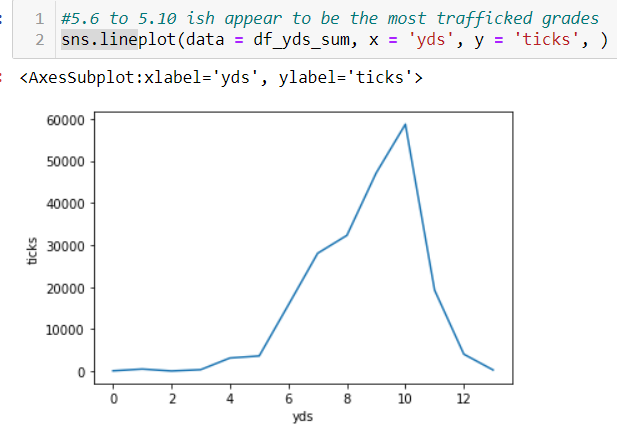 1 #5.6 to 5.10 ish appear to be the most trafficked grades
2 sns.lineplot(data = df_yds_sum, x = 'yds', y = 'ticks', )
<AxesSubplot:xlabel='yds', ylabel='ticks'>
60000
50000
40000
30000
20000
10000
0
ticks
0 2 4 6 8 10 12
yds